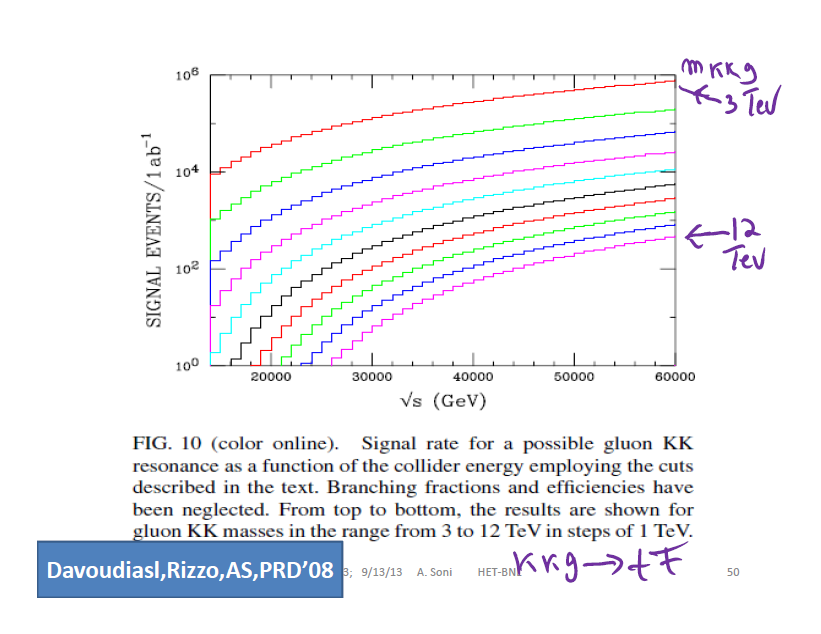 10⁶
10⁴
10²
10⁰
SIGNAL EVENTS/1 ab⁻¹
20000 30000 40000 50000 60000
√s (GeV)
m KK g
3 TeV
12
TeV
FIG. 10 (color online). Signal rate for a possible gluon KK
resonance as a function of the collider energy employing the cuts
described in the text. Branching fractions and efficiencies have
been neglected. From top to bottom, the results are shown for
gluon KK masses in the range from 3 to 12 TeV in steps of 1 TeV.
KKg → t t̄
Davoudiasl,Rizzo,AS,PRD’08
3; 9/13/13 A. Soni HET-BN 50